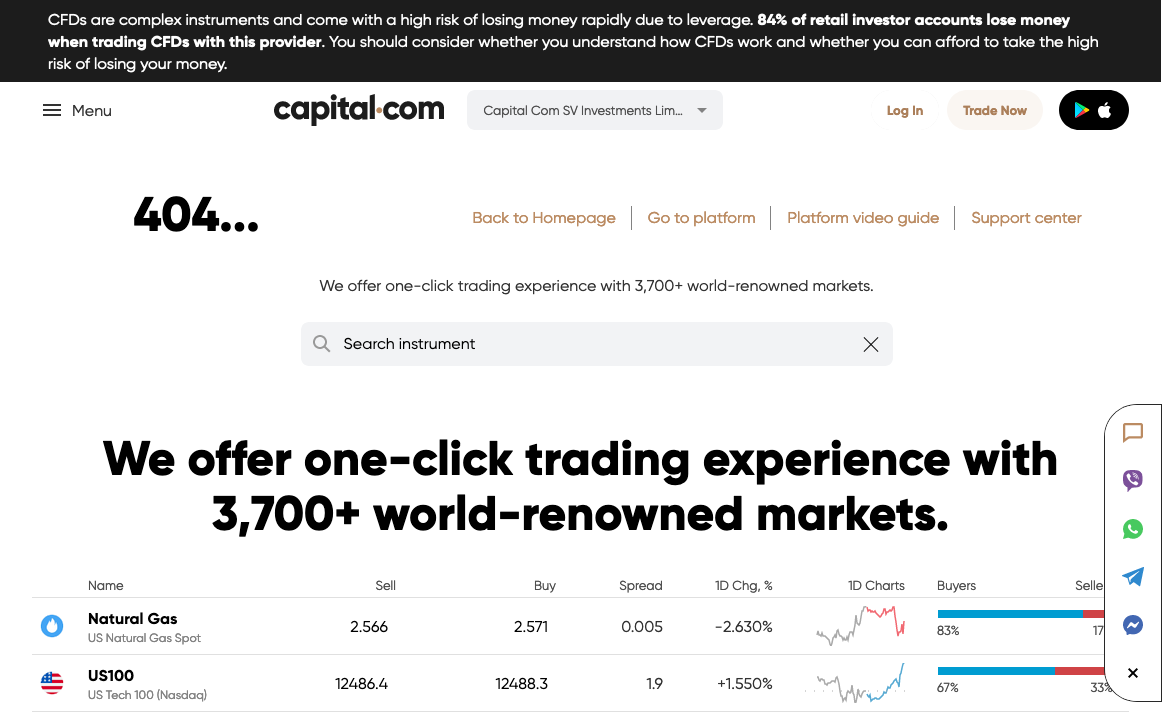 CFDs are complex instruments and come with a high risk of losing money rapidly due to leverage. 84% of retail investor accounts lose money
when trading CFDs with this provider. You should consider whether you understand how CFDs work and whether you can afford to take the high
risk of losing your money.
Menu
capital.com
Capital Com SV Investments Lim...
Log In
Trade Now
404...
Back to Homepage
Go to platform
Platform video guide
Support center
We offer one-click trading experience with 3,700+ world-renowned markets.
Search instrument
We offer one-click trading experience with
3,700+ world-renowned markets.
Name Sell Buy Spread 1D Chg, % 1D Charts Buyers Selle
Natural Gas 2.566 2.571 0.005 -2.630%
US Natural Gas Spot 83% 17
US100 12486.4 12488.3 1.9 +1.550%
US Tech 100 (Nasdaq) 67% 33%